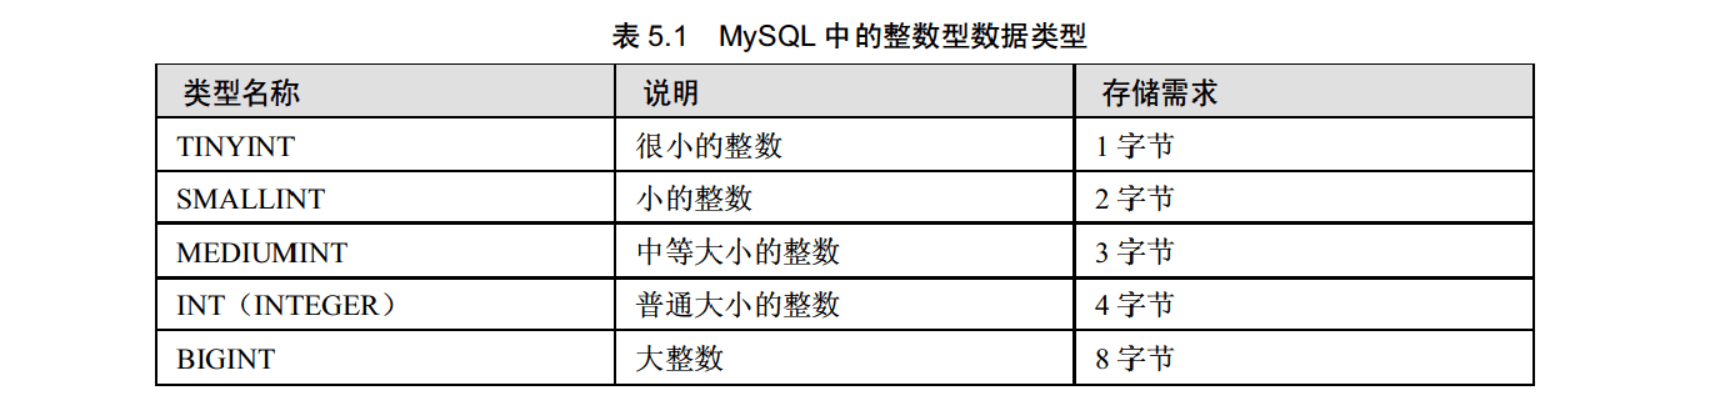 表 5.1 MySQL 中的整数型数据类型
类型名称 说明 存储需求
TINYINT 很小的整数 1 字节
SMALLINT 小的整数 2 字节
MEDIUMINT 中等大小的整数 3 字节
INT（INTEGER） 普通大小的整数 4 字节
BIGINT 大整数 8 字节